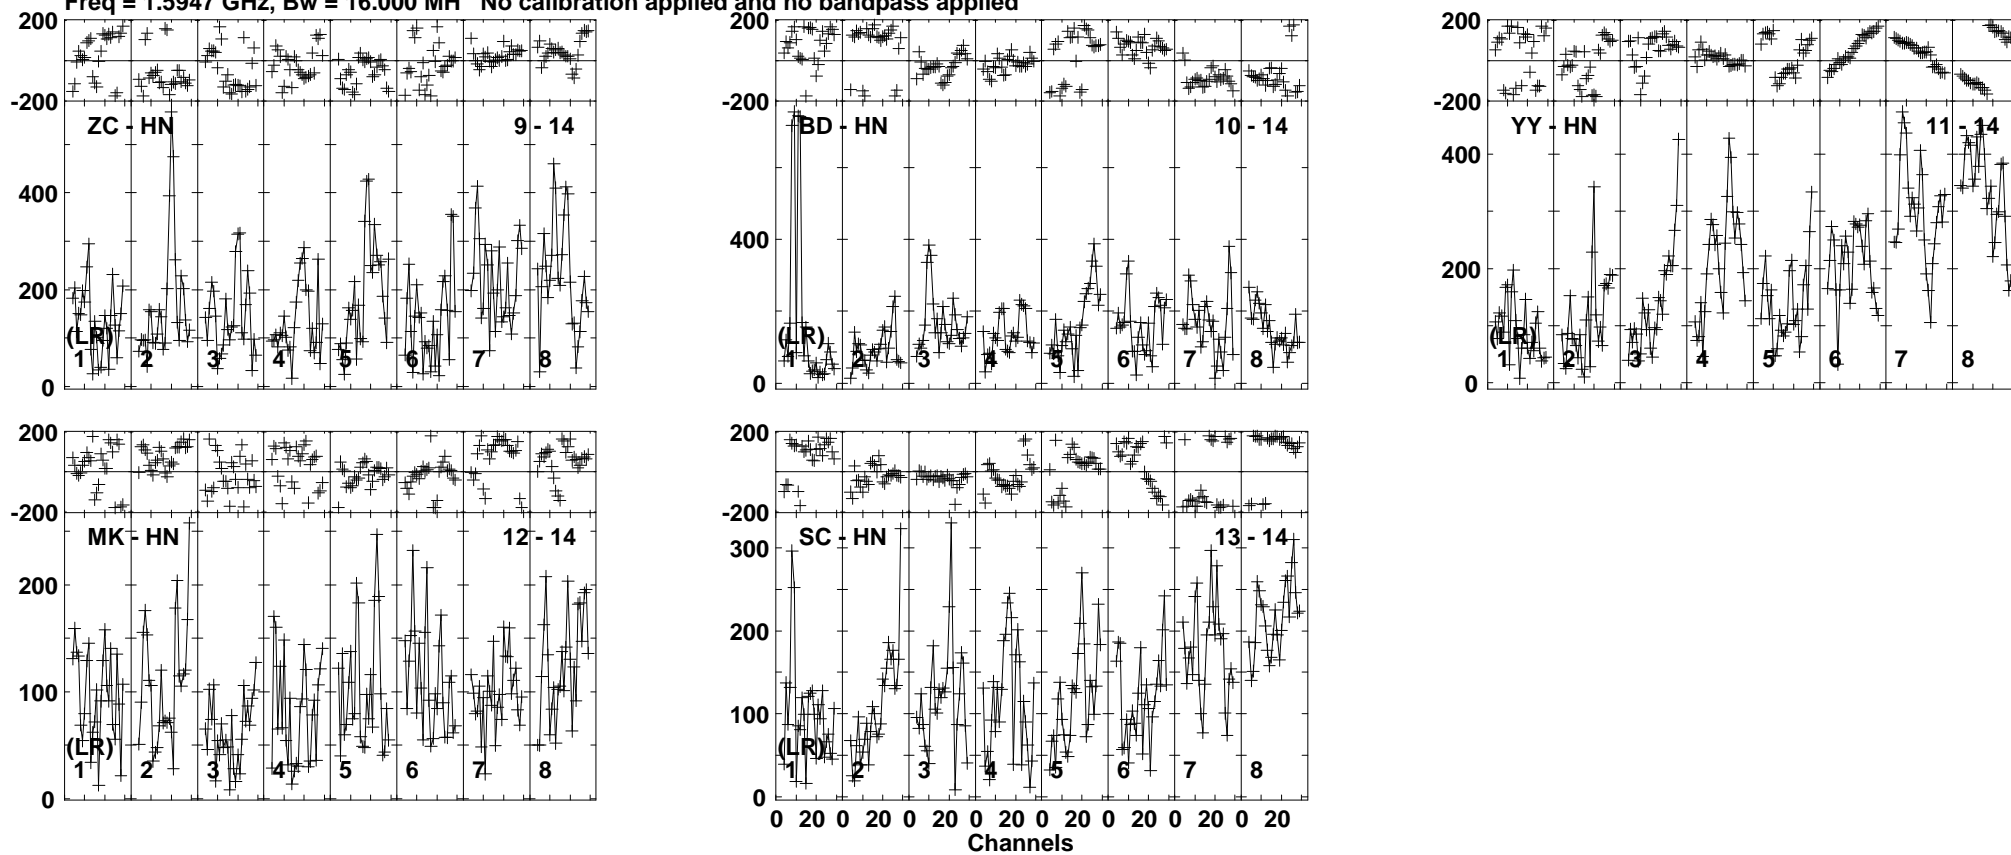 Freq = 1.5947 GHz, Bw = 16.000 MH No calibration applied and no bandpass applied
200
-200
ZC - HN
9 - 14
400
200
0
(LR)
1 2 3 4 5 6 7 8
200
-200
BD - HN
10 - 14
400
0
(LR)
1 2 3 4 5 6 7 8
200
-200
YY - HN
11 - 14
400
200
0
(LR)
1 2 3 4 5 6 7 8
200
-200
MK - HN
12 - 14
200
100
0
(LR)
1 2 3 4 5 6 7 8
200
-200
SC - HN
13 - 14
300
200
100
0
(LR)
1 2 3 4 5 6 7 8
0 20 0 20 0 20 0 20 0 20 0 20 0 20 0 20
Channels